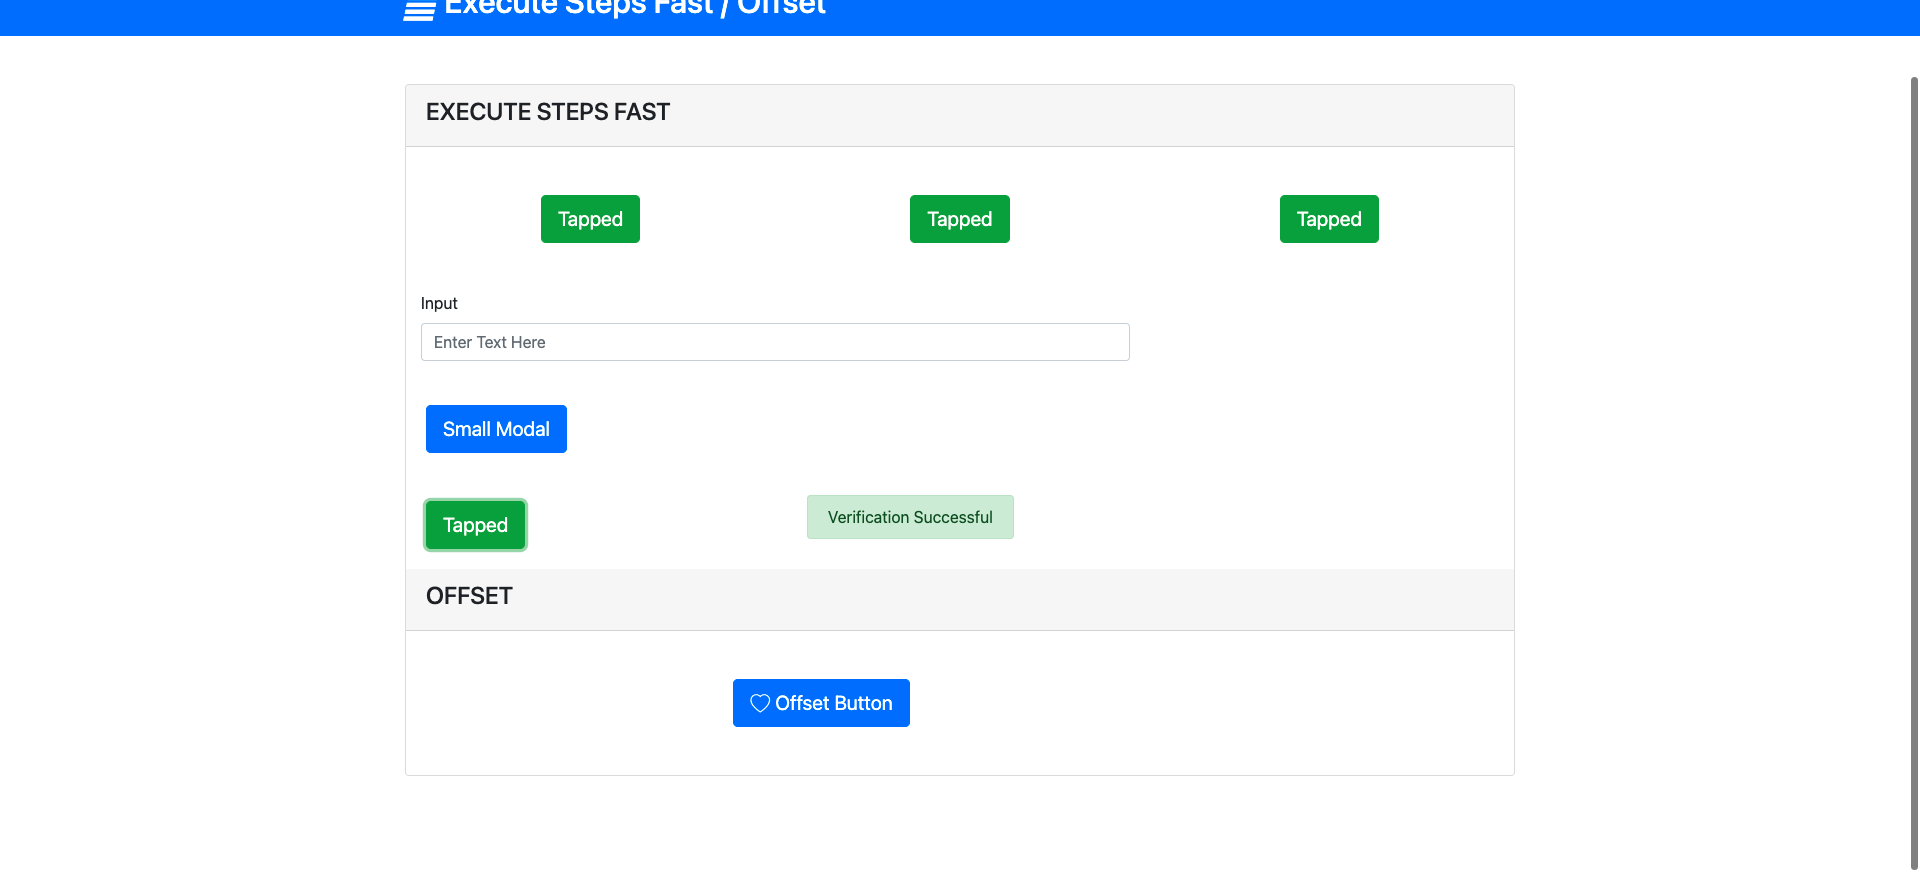 Execute Steps Fast / Offset
EXECUTE STEPS FAST
Tapped Tapped Tapped
Input
Enter Text Here
Small Modal
Tapped Verification Successful
OFFSET
Offset Button